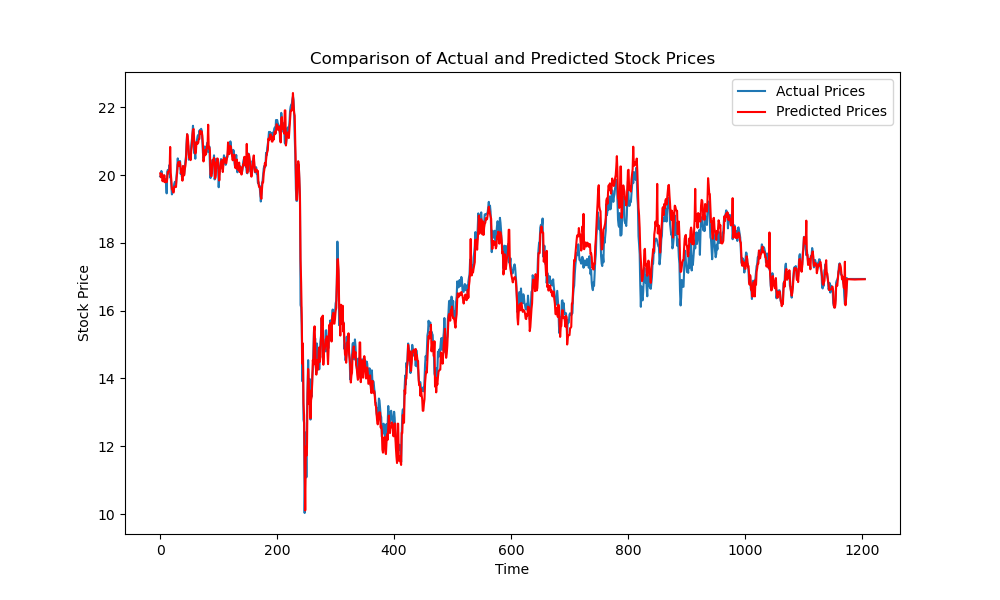 Comparison of Actual and Predicted Stock Prices
Actual Prices
Predicted Prices
Stock Price
22
20
18
16
14
12
10
0 200 400 600 800 1000 1200
Time